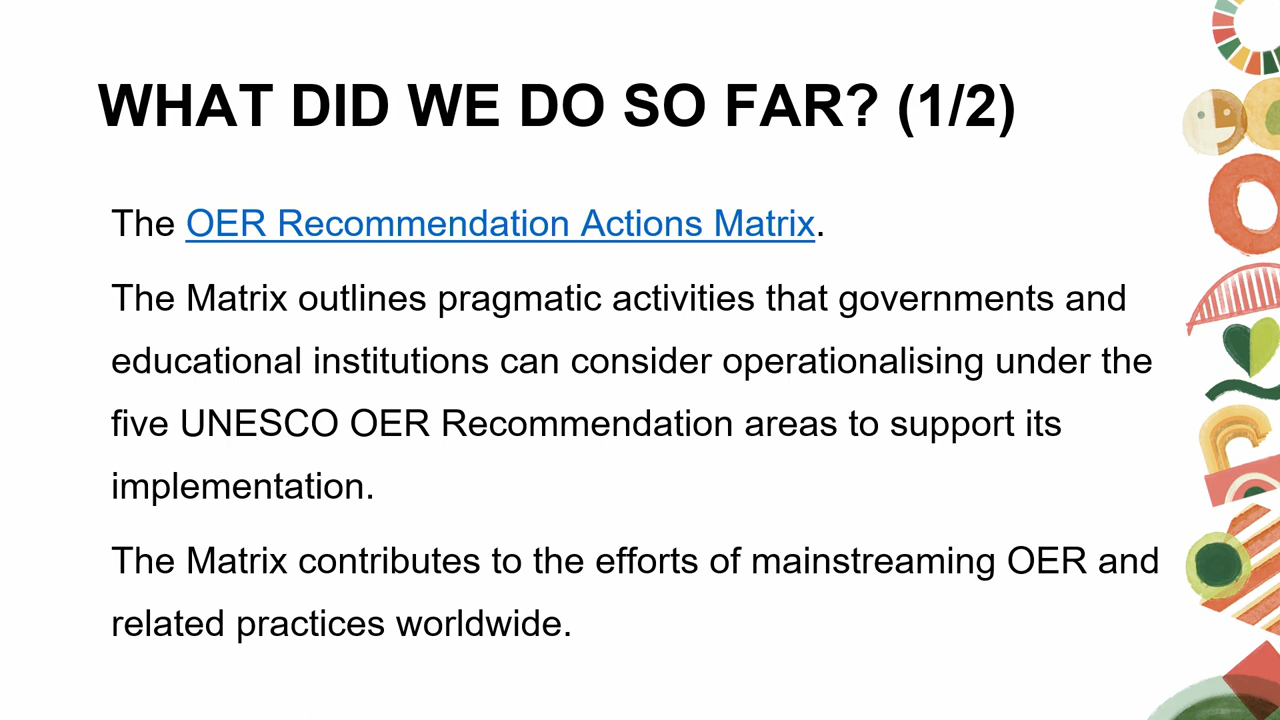 WHAT DID WE DO SO FAR? (1/2)
The OER Recommendation Actions Matrix.
The Matrix outlines pragmatic activities that governments and
educational institutions can consider operationalising under the
five UNESCO OER Recommendation areas to support its
implementation.
The Matrix contributes to the efforts of mainstreaming OER and
related practices worldwide.